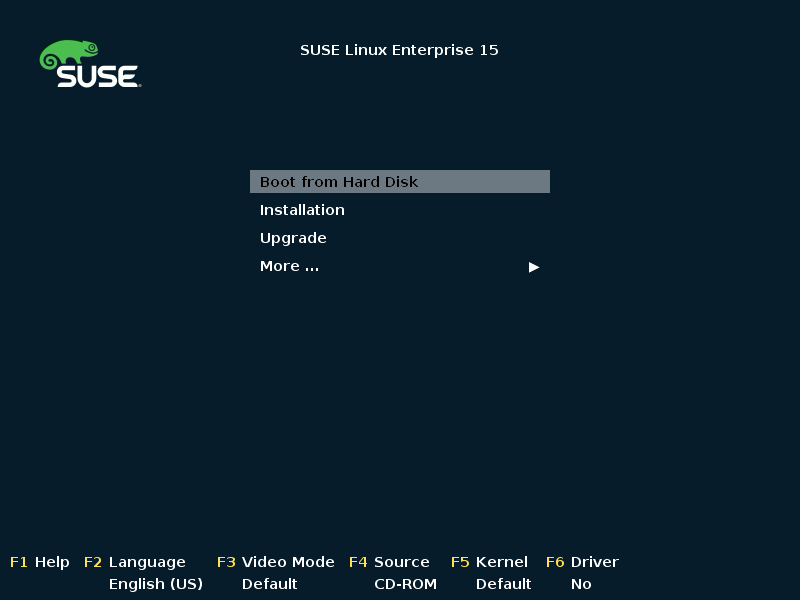 SUSE
SUSE Linux Enterprise 15
Boot from Hard Disk
Installation
Upgrade
More ...
F1 Help F2 Language F3 Video Mode F4 Source F5 Kernel F6 Driver
English (US) Default CD-ROM Default No